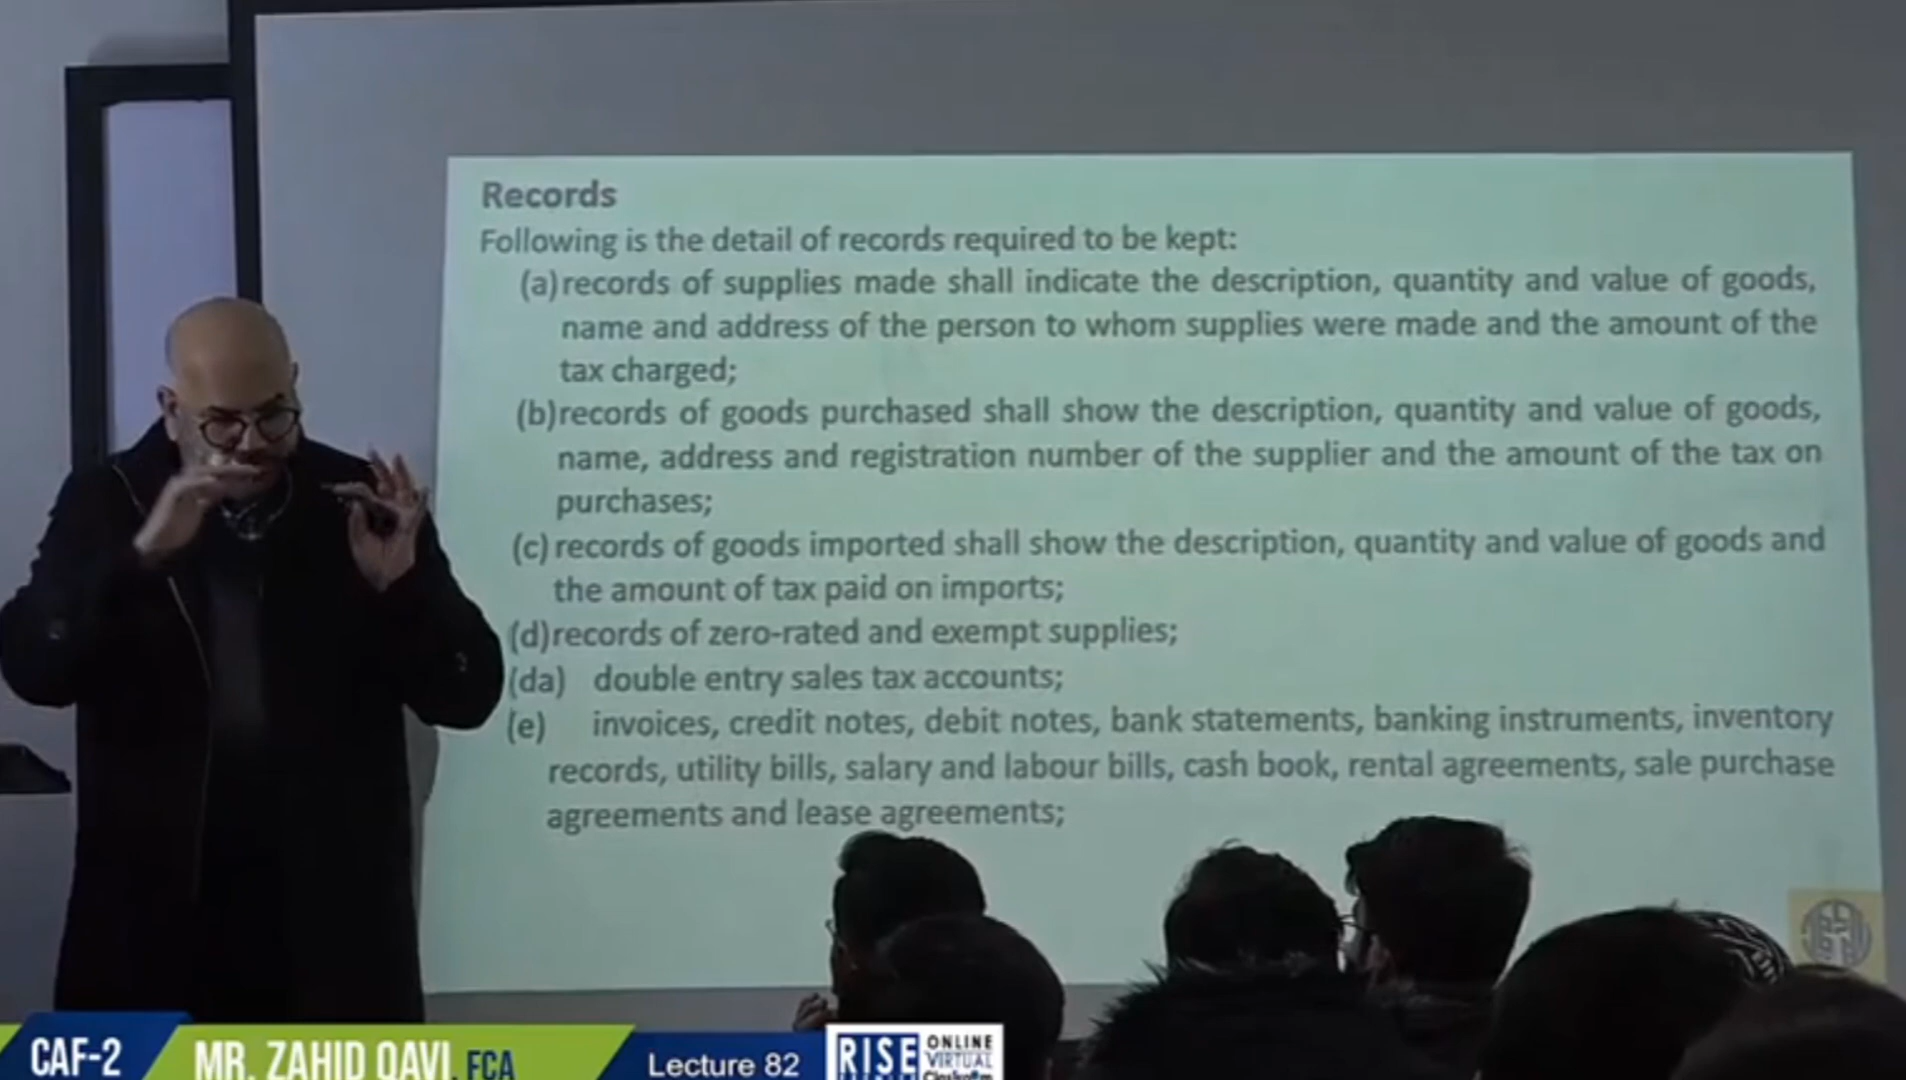 Records
Following is the detail of records required to be kept:
(a) records of supplies made shall indicate the description, quantity and value of goods,
name and address of the person to whom supplies were made and the amount of the
tax charged;
(b) records of goods purchased shall show the description, quantity and value of goods,
name, address and registration number of the supplier and the amount of the tax on
purchases;
(c) records of goods imported shall show the description, quantity and value of goods and
the amount of tax paid on imports;
(d) records of zero-rated and exempt supplies;
(da) double entry sales tax accounts;
(e) invoices, credit notes, debit notes, bank statements, banking instruments, inventory
records, utility bills, salary and labour bills, cash book, rental agreements, sale purchase
agreements and lease agreements;
CAF-2
MR. ZAHID QAVI, FCA
Lecture 82
RISE
ONLINE
VIRTUAL